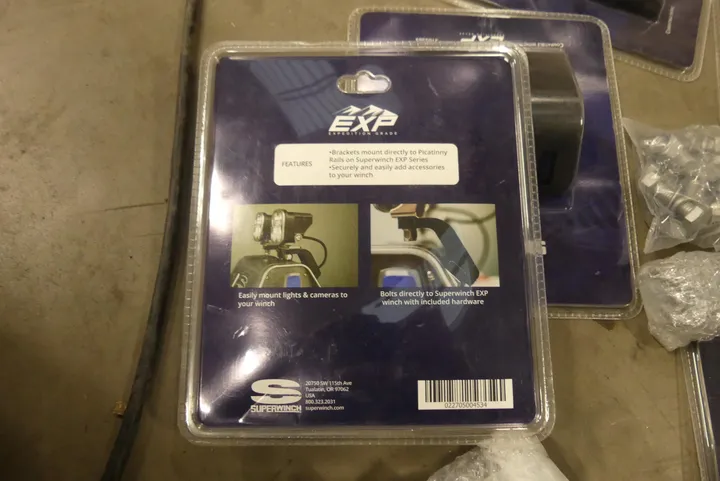 EXP
EXPEDITION GRADE
FEATURES
•Brackets mount directly to Picatinny
Rails on Superwinch EXP Series
•Securely and easily add accessories
to your winch
Easily mount lights & cameras to
your winch
Bolts directly to Superwinch EXP
winch with included hardware
S
SUPERWINCH
20750 SW 115th Ave
Tualatin, OR 97062
USA
800.323.2031
superwinch.com
022705004534